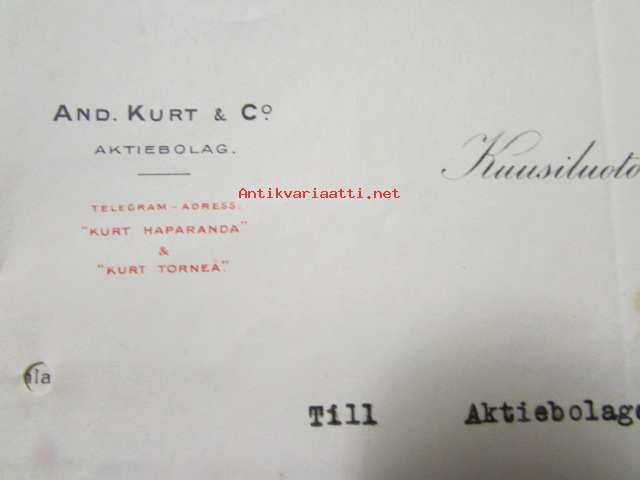 AND. KURT & Cº
AKTIEBOLAG.
Kuusiluoto
Antikvariaatti.net
TELEGRAM-ADRESS.
"KURT HAPARANDA"
&
"KURT TORNEÅ."
Till Aktiebolage